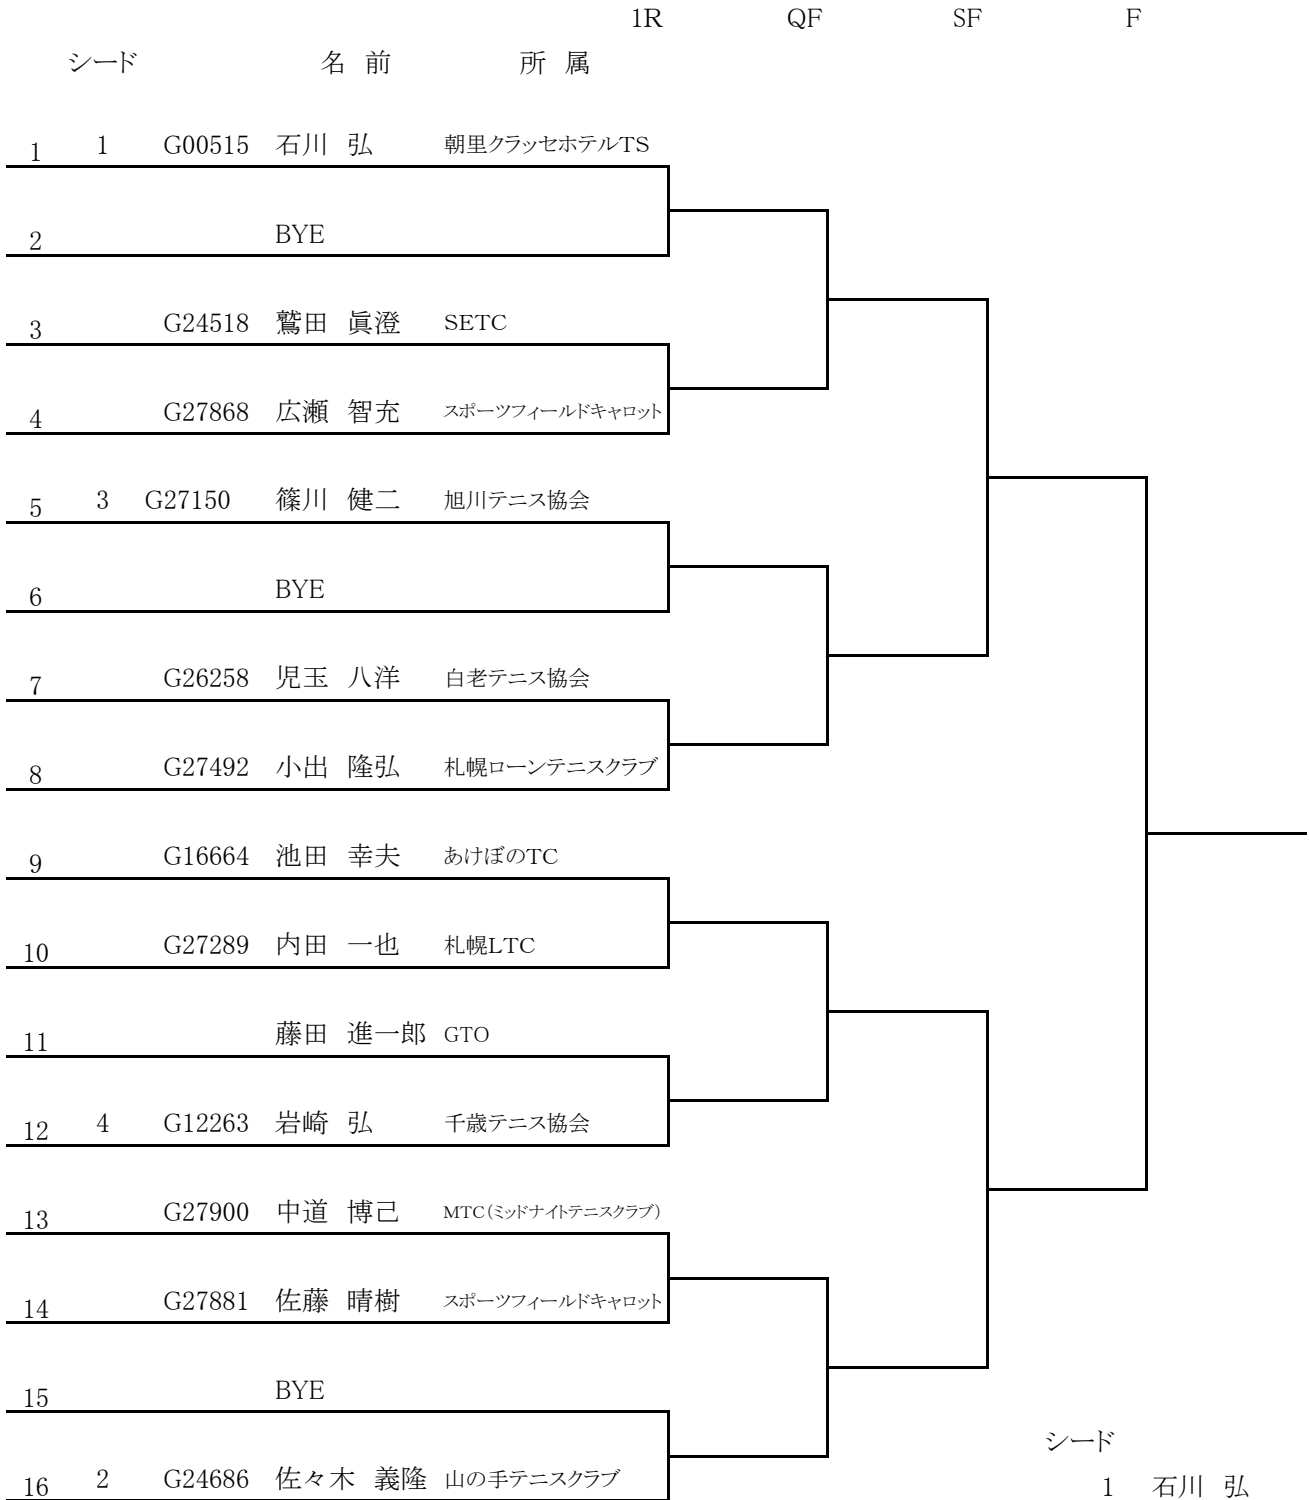 1R QF SF F
シード 名 前 所 属
1 1 G00515 石川 弘 朝里クラッセホテルTS
2 BYE
3 G24518 鷲田 眞澄 SETC
4 G27868 広瀬 智充 スポーツフィールドキャロット
5 3 G27150 篠川 健二 旭川テニス協会
6 BYE
7 G26258 児玉 八洋 白老テニス協会
8 G27492 小出 隆弘 札幌ローンテニスクラブ
9 G16664 池田 幸夫 あけぼのTC
10 G27289 内田 一也 札幌LTC
11 藤田 進一郎 GTO
12 4 G12263 岩崎 弘 千歳テニス協会
13 G27900 中道 博己 MTC（ミッドナイトテニスクラブ）
14 G27881 佐藤 晴樹 スポーツフィールドキャロット
15 BYE
16 2 G24686 佐々木 義隆 山の手テニスクラブ
シード
1 石川 弘